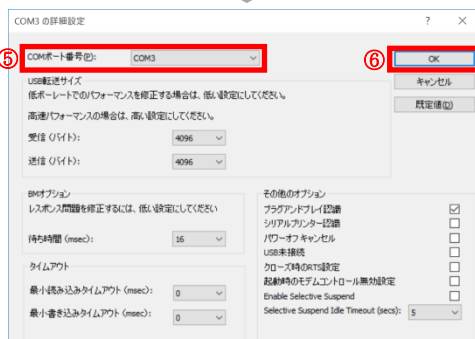 COM3 の詳細設定
? ×
⑤ COMポート番号(P): COM3
⑥ OK
キャンセル
既定値(D)
USB転送サイズ
低ボーレートでのパフォーマンスを修正する場合は、低い設定にしてください。
高速パフォーマンスの場合は、高い設定にしてください。
受信 (バイト): 4096
送信 (バイト): 4096
BMオプション
レスポンス問題を修正するには、低い設定にしてください
待ち時間 (msec): 16
タイムアウト
最小読み込みタイムアウト (msec): 0
最小書き込みタイムアウト (msec): 0
その他のオプション
プラグアンドプレイ認識
シリアルプリンター認識
パワーオフ キャンセル
USB未接続
クローズ時のRTS設定
起動時のモデムコントロール無効設定
Enable Selective Suspend
Selective Suspend Idle Timeout (secs): 5